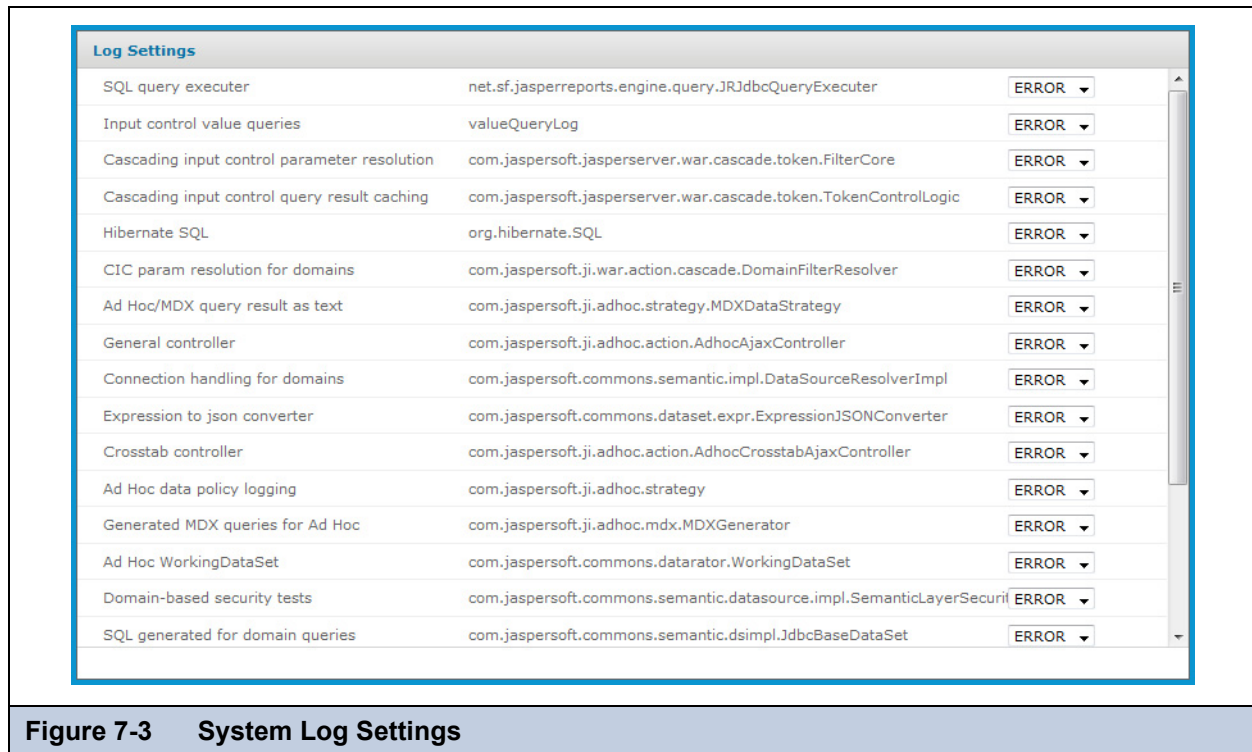 Log Settings
SQL query executer net.sf.jasperreports.engine.query.JRJdbcQueryExecuter ERROR
Input control value queries valueQueryLog ERROR
Cascading input control parameter resolution com.jaspersoft.jasperserver.war.cascade.token.FilterCore ERROR
Cascading input control query result caching com.jaspersoft.jasperserver.war.cascade.token.TokenControlLogic ERROR
Hibernate SQL org.hibernate.SQL ERROR
CIC param resolution for domains com.jaspersoft.ji.war.action.cascade.DomainFilterResolver ERROR
Ad Hoc/MDX query result as text com.jaspersoft.ji.adhoc.strategy.MDXDataStrategy ERROR
General controller com.jaspersoft.ji.adhoc.action.AdhocAjaxController ERROR
Connection handling for domains com.jaspersoft.commons.semantic.impl.DataSourceResolverImpl ERROR
Expression to json converter com.jaspersoft.commons.dataset.expr.ExpressionJSONConverter ERROR
Crosstab controller com.jaspersoft.ji.adhoc.action.AdhocCrosstabAjaxController ERROR
Ad Hoc data policy logging com.jaspersoft.ji.adhoc.strategy ERROR
Generated MDX queries for Ad Hoc com.jaspersoft.ji.adhoc.mdx.MDXGenerator ERROR
Ad Hoc WorkingDataSet com.jaspersoft.commons.datarator.WorkingDataSet ERROR
Domain-based security tests com.jaspersoft.commons.semantic.datasource.impl.SemanticLayerSecurit ERROR
SQL generated for domain queries com.jaspersoft.commons.semantic.dsimpl.JdbcBaseDataSet ERROR
Figure 7-3 System Log Settings